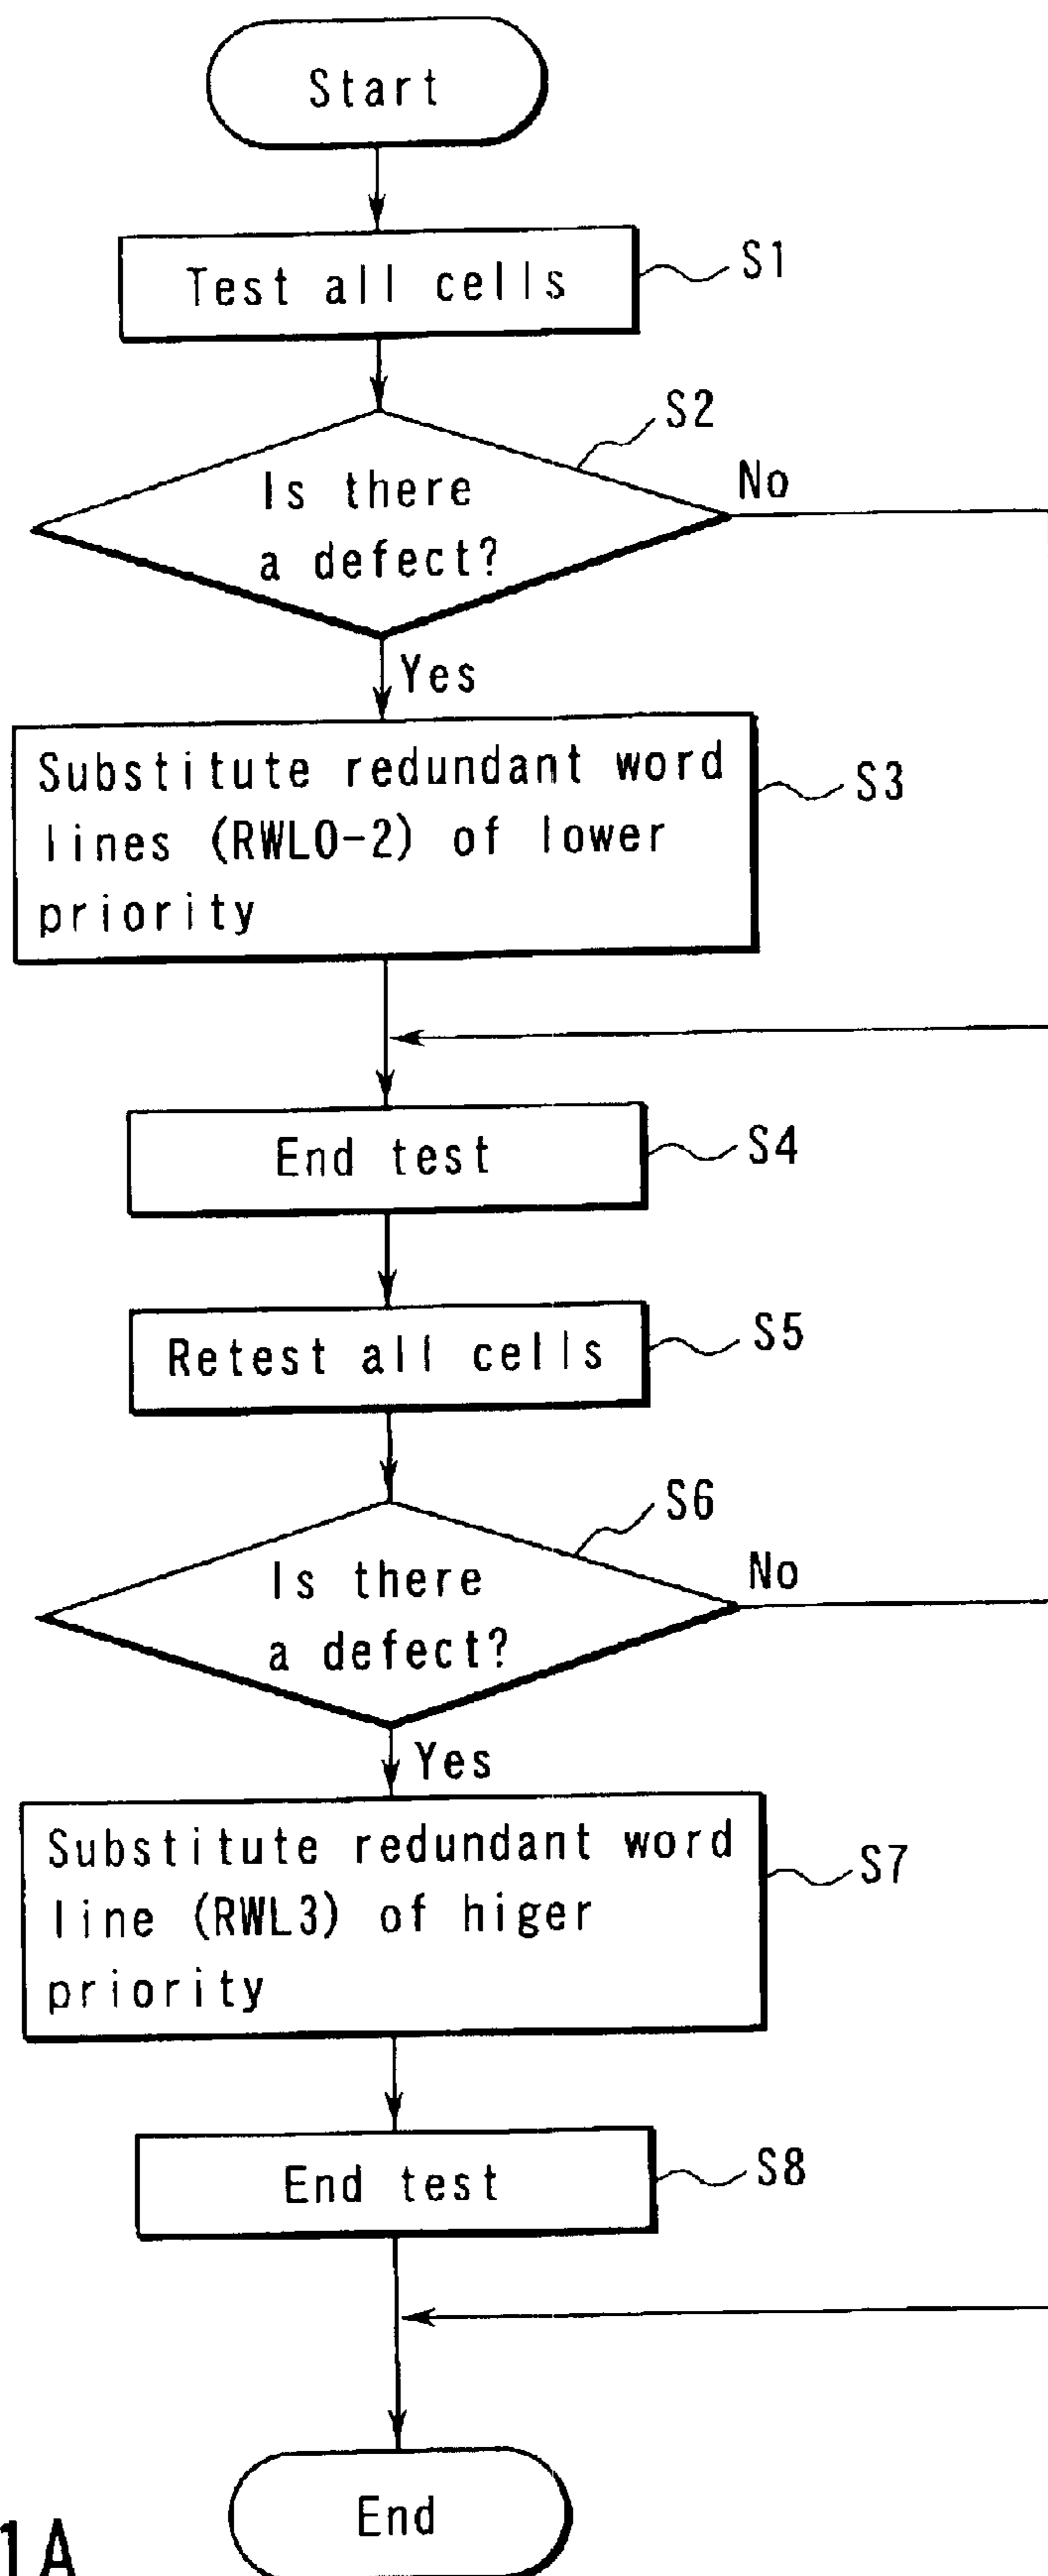 Start
Test all cells
S1
S2
Is there
a defect?
No
Yes
Substitute redundant word
lines (RWL0-2) of lower
priority
S3
End test
S4
Retest all cells
S5
S6
Is there
a defect?
No
Yes
Substitute redundant word
line (RWL3) of higer
priority
S7
End test
S8
End
1A